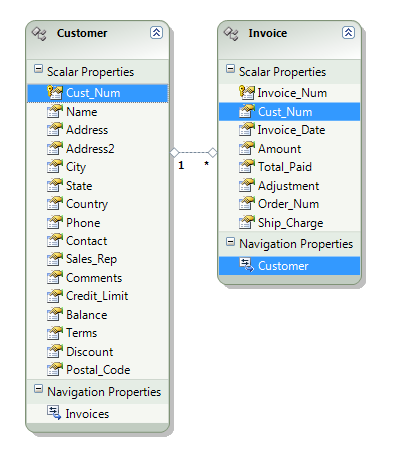 Customer
Scalar Properties
Cust_Num
Name
Address
Address2
City
State
Country
Phone
Contact
Sales_Rep
Comments
Credit_Limit
Balance
Terms
Discount
Postal_Code
Navigation Properties
Invoices
1 *
Invoice
Scalar Properties
Invoice_Num
Cust_Num
Invoice_Date
Amount
Total_Paid
Adjustment
Order_Num
Ship_Charge
Navigation Properties
Customer